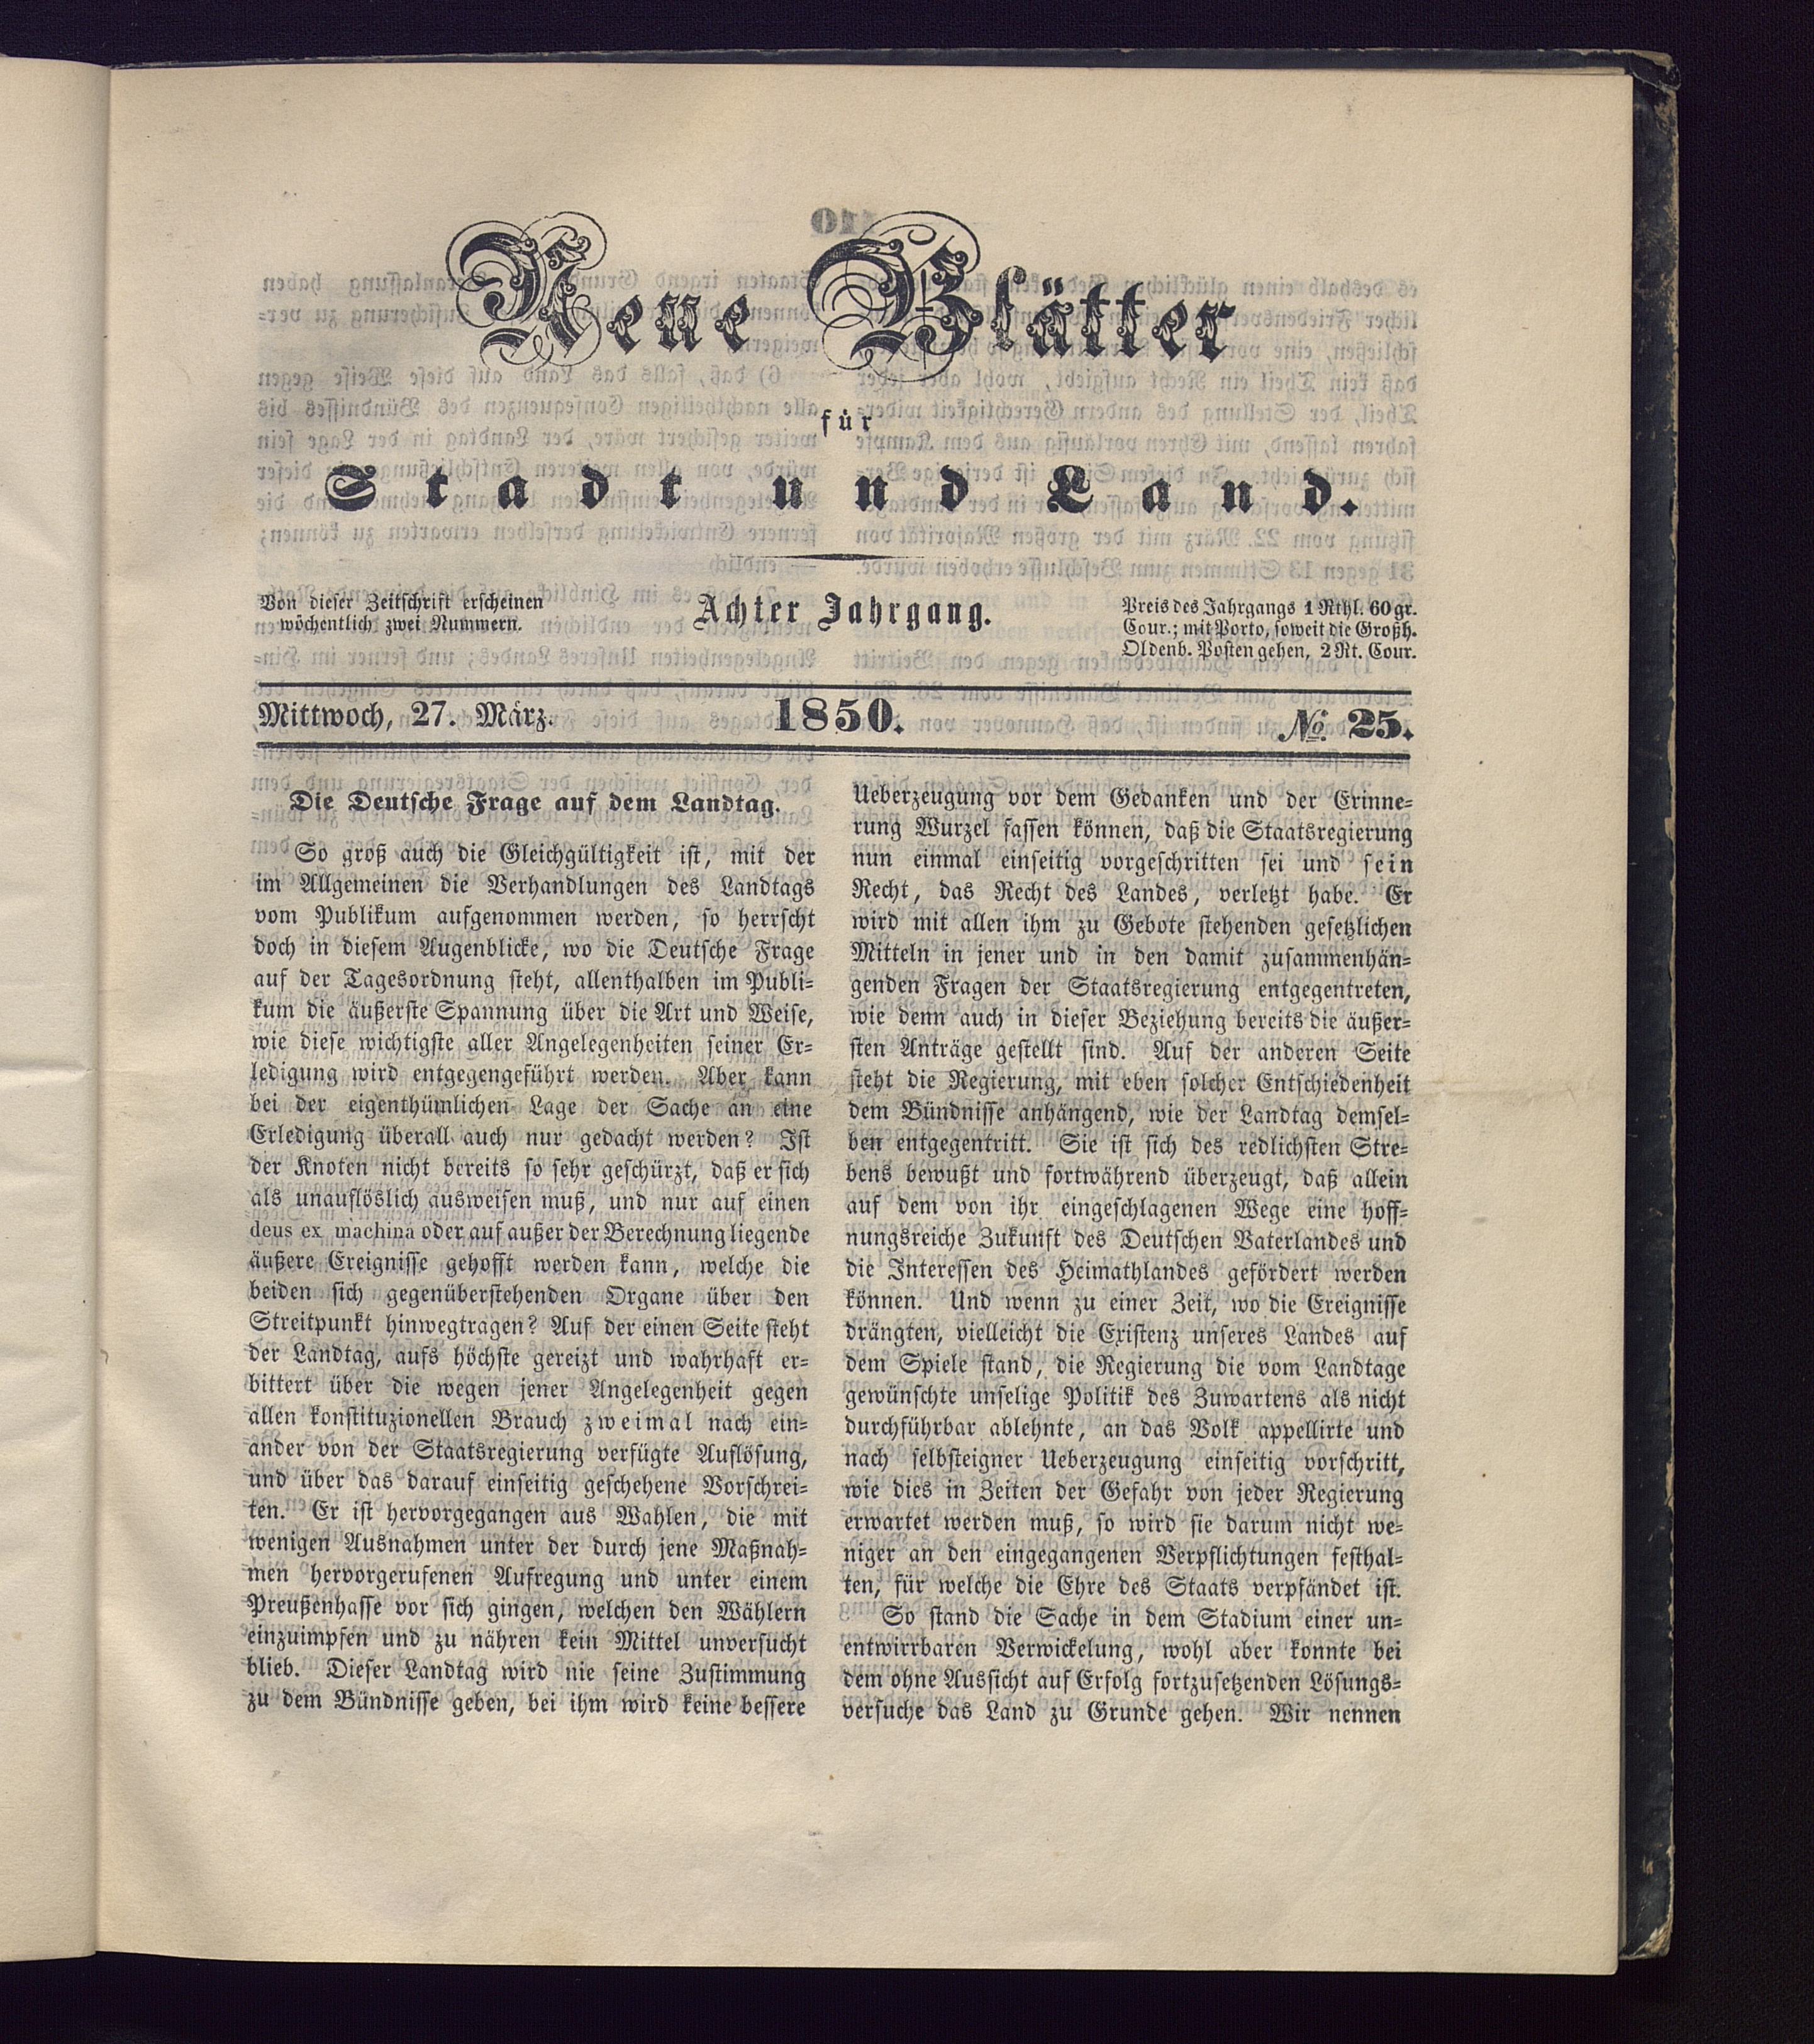 Neue Blätter
für
Stadt und Land.
Von dieser Zeitschrift erscheinen
wöchentlich zwei Nummern.
Achter Jahrgang.
Preis des Jahrgangs 1 Rthl. 60 gr.
Cour.; mit Porto, soweit die Großh.
Oldenb. Posten gehen, 2 Rt. Cour.
Mittwoch, 27. März.
1850.
No. 25.
Die Deutsche Frage auf dem Landtag.
So groß auch die Gleichgültigkeit ist, mit der
im Allgemeinen die Verhandlungen des Landtags
vom Publikum aufgenommen werden, so herrscht
doch in diesem Augenblicke, wo die Deutsche Frage
auf der Tagesordnung steht, allenthalben im Publi-
kum die äußerste Spannung über die Art und Weise,
wie diese wichtigste aller Angelegenheiten seiner Er-
ledigung wird entgegengeführt werden. Aber kann
bei der eigenthümlichen Lage der Sache an eine
Erledigung überall auch nur gedacht werden? Ist
der Knoten nicht bereits so sehr geschürzt, daß er sich
als unauflöslich ausweisen muß, und nur auf einen
deus ex machina oder auf außer der Berechnung liegende
äußere Ereignisse gehofft werden kann, welche die
beiden sich gegenüberstehenden Organe über den
Streitpunkt hinwegtragen? Auf der einen Seite steht
der Landtag, aufs höchste gereizt und wahrhaft er-
bittert über die wegen jener Angelegenheit gegen
allen konstituzionellen Brauch zweimal nach ein-
ander von der Staatsregierung verfügte Auflösung,
und über das darauf einseitig geschehene Vorschrei-
ten. Er ist hervorgegangen aus Wahlen, die mit
wenigen Ausnahmen unter der durch jene Maßnah-
men hervorgerufenen Aufregung und unter einem
Preußenhasse vor sich gingen, welchen den Wählern
einzuimpfen und zu nähren kein Mittel unversucht
blieb. Dieser Landtag wird nie seine Zustimmung
zu dem Bündnisse geben, bei ihm wird keine bessere
Ueberzeugung vor dem Gedanken und der Erinne-
rung Wurzel fassen können, daß die Staatsregierung
nun einmal einseitig vorgeschritten sei und sein
Recht, das Recht des Landes, verletzt habe. Er
wird mit allen ihm zu Gebote stehenden gesetzlichen
Mitteln in jener und in den damit zusammenhän-
genden Fragen der Staatsregierung entgegentreten,
wie denn auch in dieser Beziehung bereits die äußer-
sten Anträge gestellt sind. Auf der anderen Seite
steht die Regierung, mit eben solcher Entschiedenheit
dem Bündnisse anhängend, wie der Landtag demsel-
ben entgegentritt. Sie ist sich des redlichsten Stre-
bens bewußt und fortwährend überzeugt, daß allein
auf dem von ihr eingeschlagenen Wege eine hoff-
nungsreiche Zukunft des Deutschen Vaterlandes und
die Interessen des Heimathlandes gefördert werden
können. Und wenn zu einer Zeit, wo die Ereignisse
drängten, vielleicht die Existenz unseres Landes auf
dem Spiele stand, die Regierung die vom Landtage
gewünschte unselige Politik des Zuwartens als nicht
durchführbar ablehnte, an das Volk appellirte und
nach selbsteigner Ueberzeugung einseitig vorschritt,
wie dies in Zeiten der Gefahr von jeder Regierung
erwartet werden muß, so wird sie darum nicht we-
niger an den eingegangenen Verpflichtungen festhal-
ten, für welche die Ehre des Staats verpfändet ist.
So stand die Sache in dem Stadium einer un-
entwirrbaren Verwickelung, wohl aber konnte bei
dem ohne Aussicht auf Erfolg fortzusetzenden Lösungs-
versuche das Land zu Grunde gehen. Wir nennen